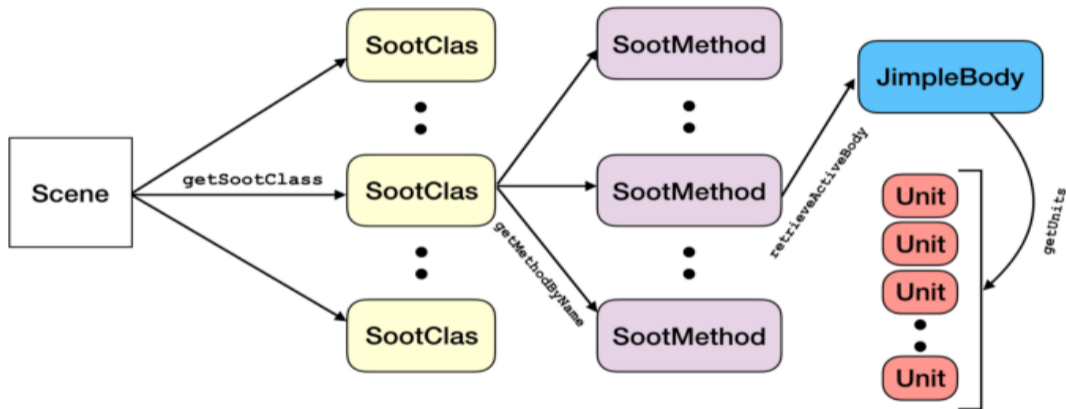 SootClas
SootMethod
JimpleBody
Scene
getSootClass
SootClas
SootMethod
getMethodByName
retrieveActiveBody
Unit
Unit
Unit
Unit
getUnits
SootClas
SootMethod